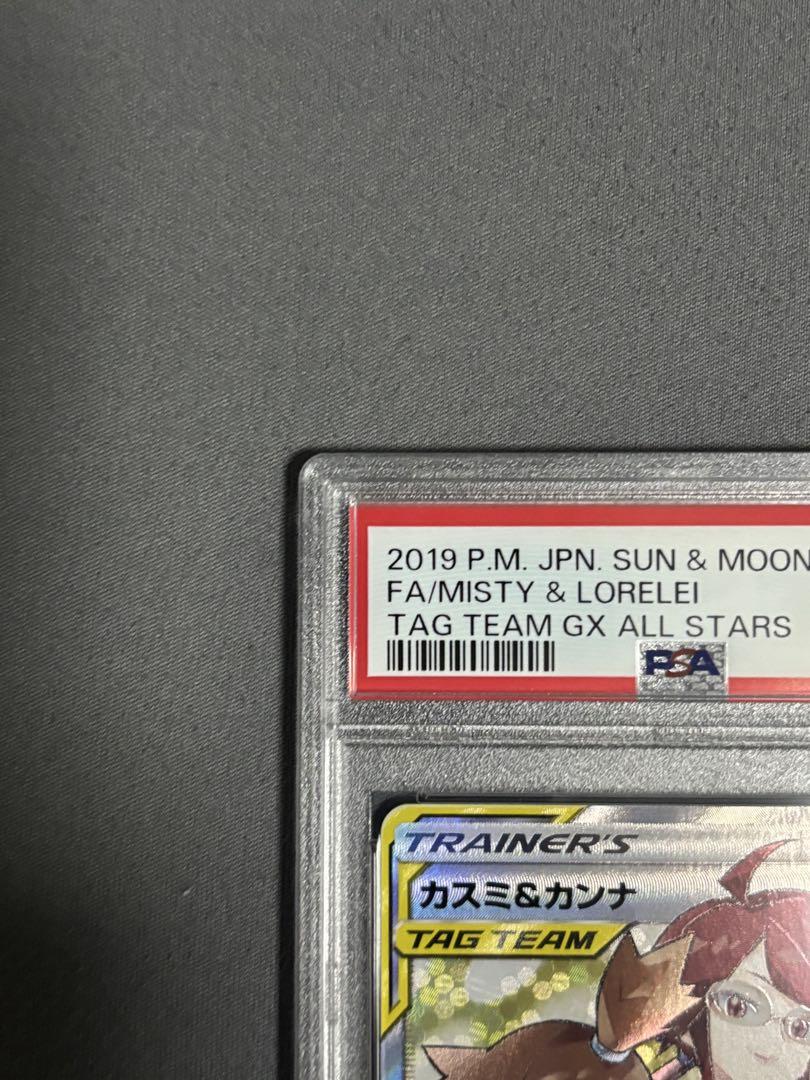 2019 P.M. JPN. SUN & MOON
FA/MISTY & LORELEI
TAG TEAM GX ALL STARS
PSA
TRAINER'S
カスミ&カンナ
TAG TEAM